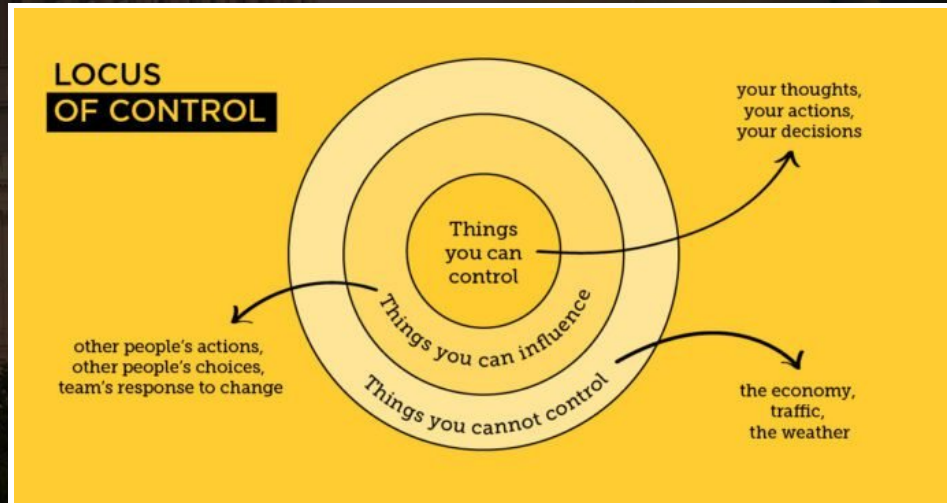 LOCUS
OF CONTROL
your thoughts,
your actions,
your decisions
Things
you can
control
Things you can influence
Things you cannot control
other people's actions,
other people's choices,
team's response to change
the economy,
traffic,
the weather